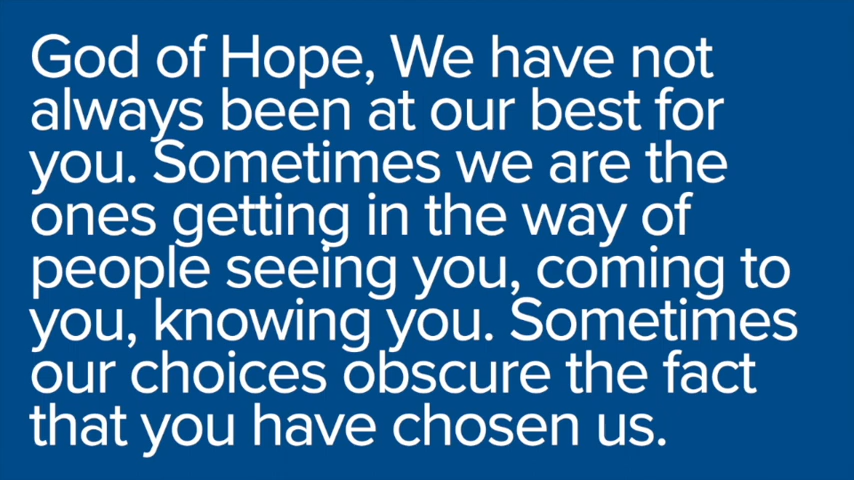 God of Hope, We have not
always been at our best for
you. Sometimes we are the
ones getting in the way of
people seeing you, coming to
you, knowing you. Sometimes
our choices obscure the fact
that you have chosen us.